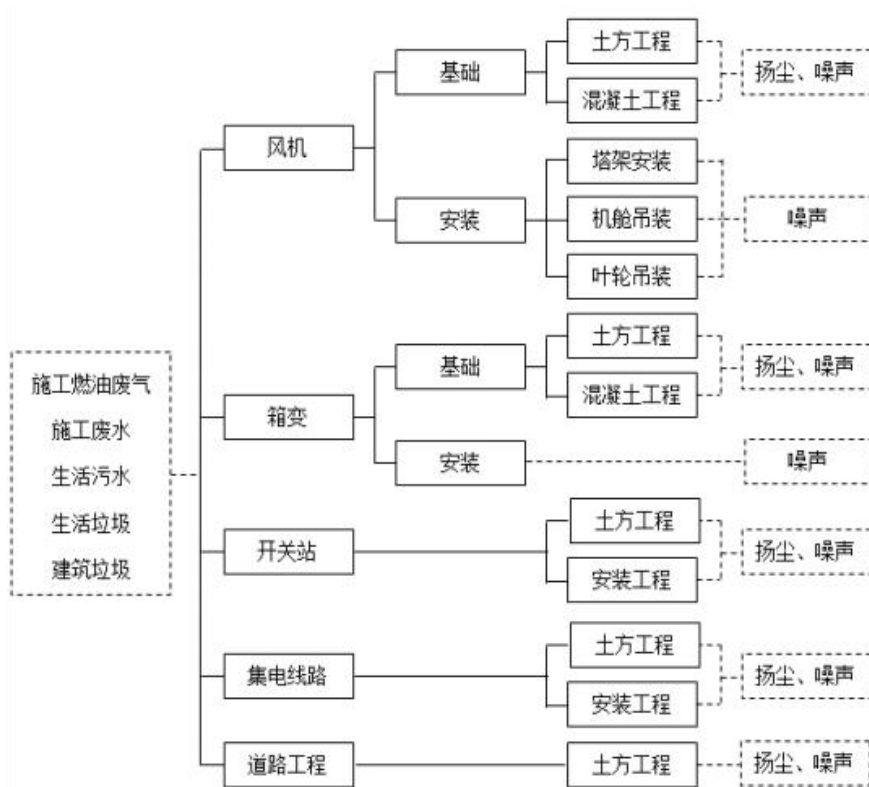 土方工程
基础
扬尘、噪声
混凝土工程
风机
塔架安装
安装
机舱吊装
噪声
叶轮吊装
土方工程
基础
扬尘、噪声
混凝土工程
施工燃油废气
施工废水
生活污水
生活垃圾
建筑垃圾
箱变
安装
噪声
土方工程
开关站
扬尘、噪声
安装工程
土方工程
集电线路
扬尘、噪声
安装工程
道路工程
土方工程
扬尘、噪声